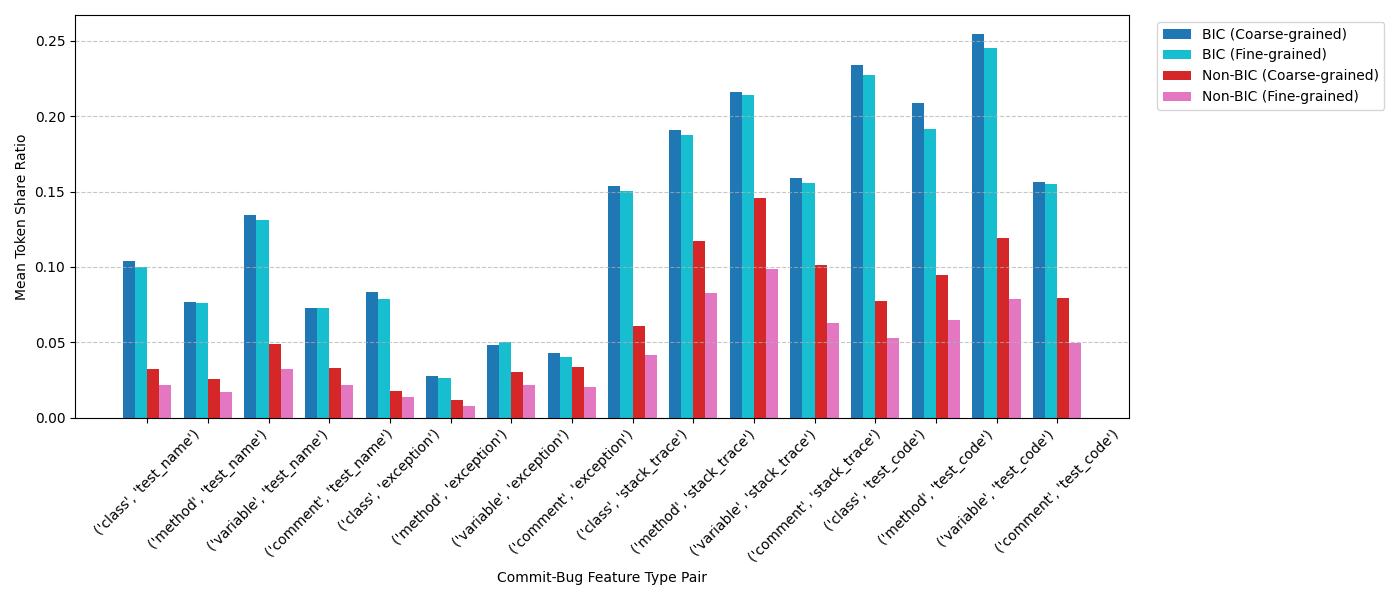 BIC (Coarse-grained)
BIC (Fine-grained)
Non-BIC (Coarse-grained)
Non-BIC (Fine-grained)
Mean Token Share Ratio
0.25
0.20
0.15
0.10
0.05
0.00
('class', 'test_name')
('method', 'test_name')
('variable', 'test_name')
('comment', 'test_name')
('class', 'exception')
('method', 'exception')
('variable', 'exception')
('comment', 'exception')
('class', 'stack_trace')
('method', 'stack_trace')
('variable', 'stack_trace')
('comment', 'stack_trace')
('class', 'test_code')
('method', 'test_code')
('variable', 'test_code')
('comment', 'test_code')
Commit-Bug Feature Type Pair